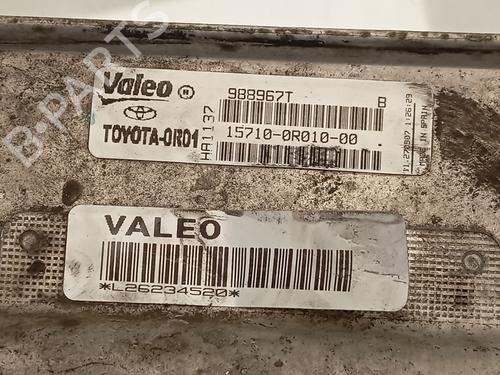 Valeo ®
988967T B
TOYOTA-0R01
HA1137
15710-0R010-00
VALEO
*L26234520*
B-PARTS